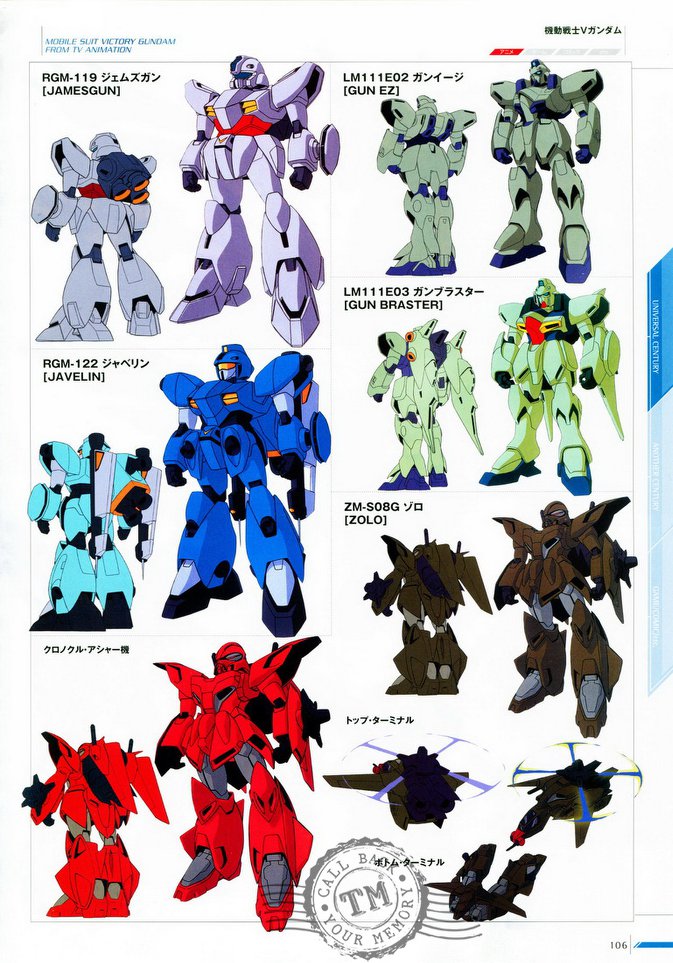 MOBILE SUIT VICTORY GUNDAM
FROM TV ANIMATION
機動戦士Vガンダム
アニメ
RGM-119 ジェムズガン
[JAMESGUN]
LM111E02 ガンイージ
[GUN EZ]
LM111E03 ガンブラスター
[GUN BRASTER]
RGM-122 ジャベリン
[JAVELIN]
ZM-S08G ゾロ
[ZOLO]
クロノクル・アシャー機
トップ・ターミナル
ボトム・ターミナル
UNIVERSAL CENTURY
ANOTHER CENTURY
CALL BACK
TM
YOUR MEMORY
106